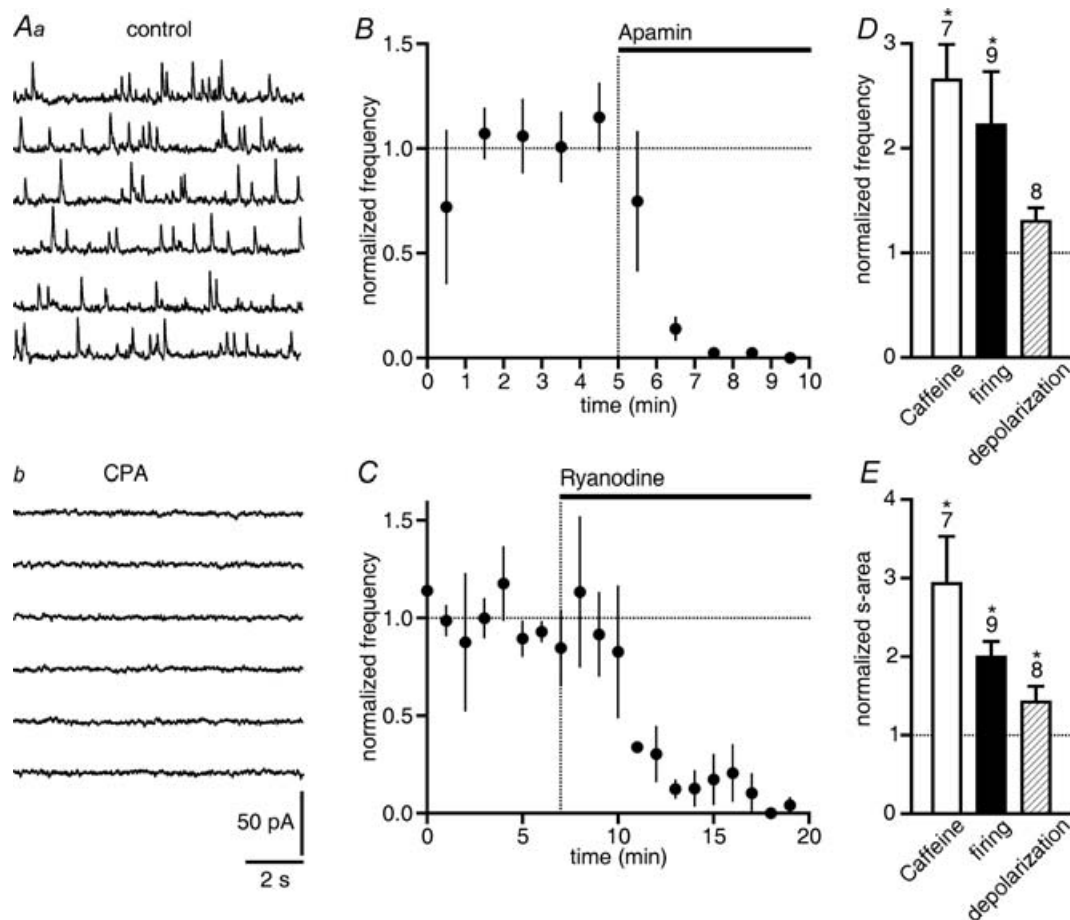 Aa control
b CPA
50 pA
2 s
B
Apamin
normalized frequency
1.5
1.0
0.5
0.0
0 1 2 3 4 5 6 7 8 9 10
time (min)
C
Ryanodine
normalized frequency
1.5
1.0
0.5
0.0
0 5 10 15 20
time (min)
D
normalized frequency
3
2
1
0
* * 
7 9 8
Caffeine firing depolarization
E
normalized s-area
4
3
2
1
0
* * *
7 9 8
Caffeine firing depolarization